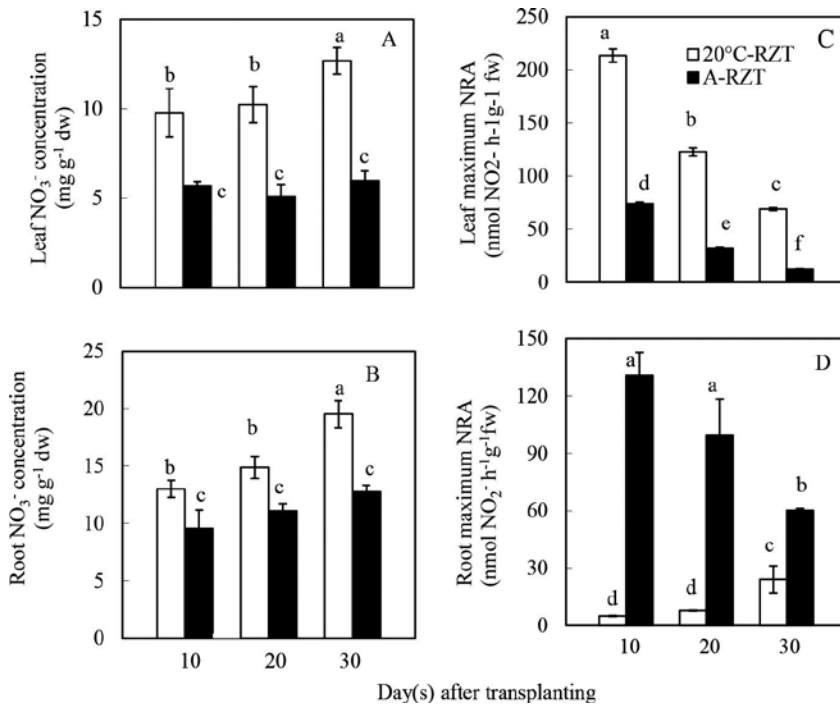 15
10
5
0
Leaf NO₃⁻ concentration
(mg g⁻¹ dw)
A
b
b
a
c
c
c
250
200
150
100
50
0
Leaf maximum NRA
(nmol NO2- h-1g-1 fw)
C
20°C-RZT
A-RZT
a
b
c
d
e
f
25
20
15
10
5
0
Root NO₃⁻ concentration
(mg g⁻¹ dw)
B
b
c
b
c
a
c
10
20
30
150
120
90
60
30
0
Root maximum NRA
(nmol NO₂⁻ h⁻¹g⁻¹fw)
D
d
a
d
a
c
b
10
20
30
Day(s) after transplanting